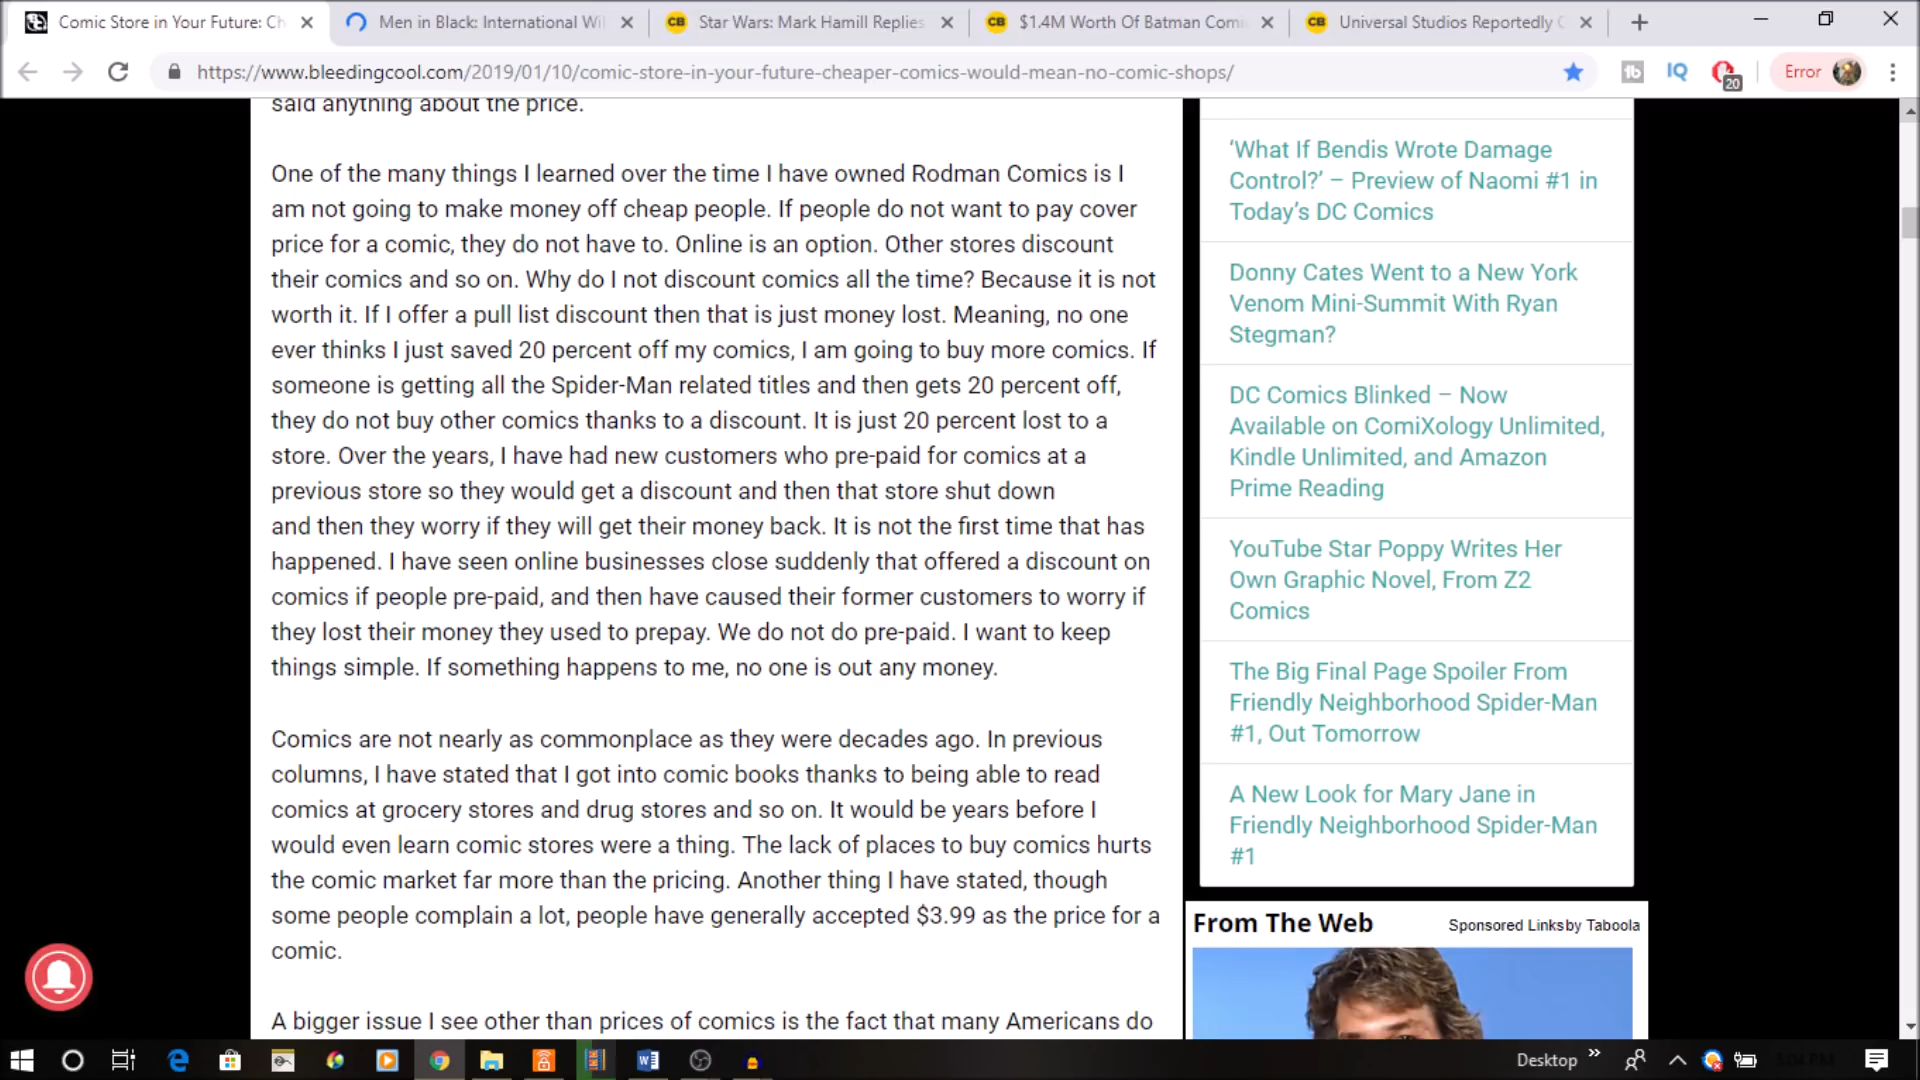 Comic Store in Your Future: Ch
Men in Black: International Wil
Star Wars: Mark Hamill Replies
$1.4M Worth Of Batman Comi
Universal Studios Reportedly C
https://www.bleedingcool.com/2019/01/10/comic-store-in-your-future-cheaper-comics-would-mean-no-comic-shops/
IQ
20
Error
said anything about the price.
One of the many things I learned over the time I have owned Rodman Comics is I
am not going to make money off cheap people. If people do not want to pay cover
price for a comic, they do not have to. Online is an option. Other stores discount
their comics and so on. Why do I not discount comics all the time? Because it is not
worth it. If I offer a pull list discount then that is just money lost. Meaning, no one
ever thinks I just saved 20 percent off my comics, I am going to buy more comics. If
someone is getting all the Spider-Man related titles and then gets 20 percent off,
they do not buy other comics thanks to a discount. It is just 20 percent lost to a
store. Over the years, I have had new customers who pre-paid for comics at a
previous store so they would get a discount and then that store shut down
and then they worry if they will get their money back. It is not the first time that has
happened. I have seen online businesses close suddenly that offered a discount on
comics if people pre-paid, and then have caused their former customers to worry if
they lost their money they used to prepay. We do not do pre-paid. I want to keep
things simple. If something happens to me, no one is out any money.
Comics are not nearly as commonplace as they were decades ago. In previous
columns, I have stated that I got into comic books thanks to being able to read
comics at grocery stores and drug stores and so on. It would be years before I
would even learn comic stores were a thing. The lack of places to buy comics hurts
the comic market far more than the pricing. Another thing I have stated, though
some people complain a lot, people have generally accepted $3.99 as the price for a
comic.
A bigger issue I see other than prices of comics is the fact that many Americans do
'What If Bendis Wrote Damage
Control?' – Preview of Naomi #1 in
Today's DC Comics
Donny Cates Went to a New York
Venom Mini-Summit With Ryan
Stegman?
DC Comics Blinked – Now
Available on ComiXology Unlimited,
Kindle Unlimited, and Amazon
Prime Reading
YouTube Star Poppy Writes Her
Own Graphic Novel, From Z2
Comics
The Big Final Page Spoiler From
Friendly Neighborhood Spider-Man
#1, Out Tomorrow
A New Look for Mary Jane in
Friendly Neighborhood Spider-Man
#1
From The Web
Sponsored Links by Taboola
Desktop